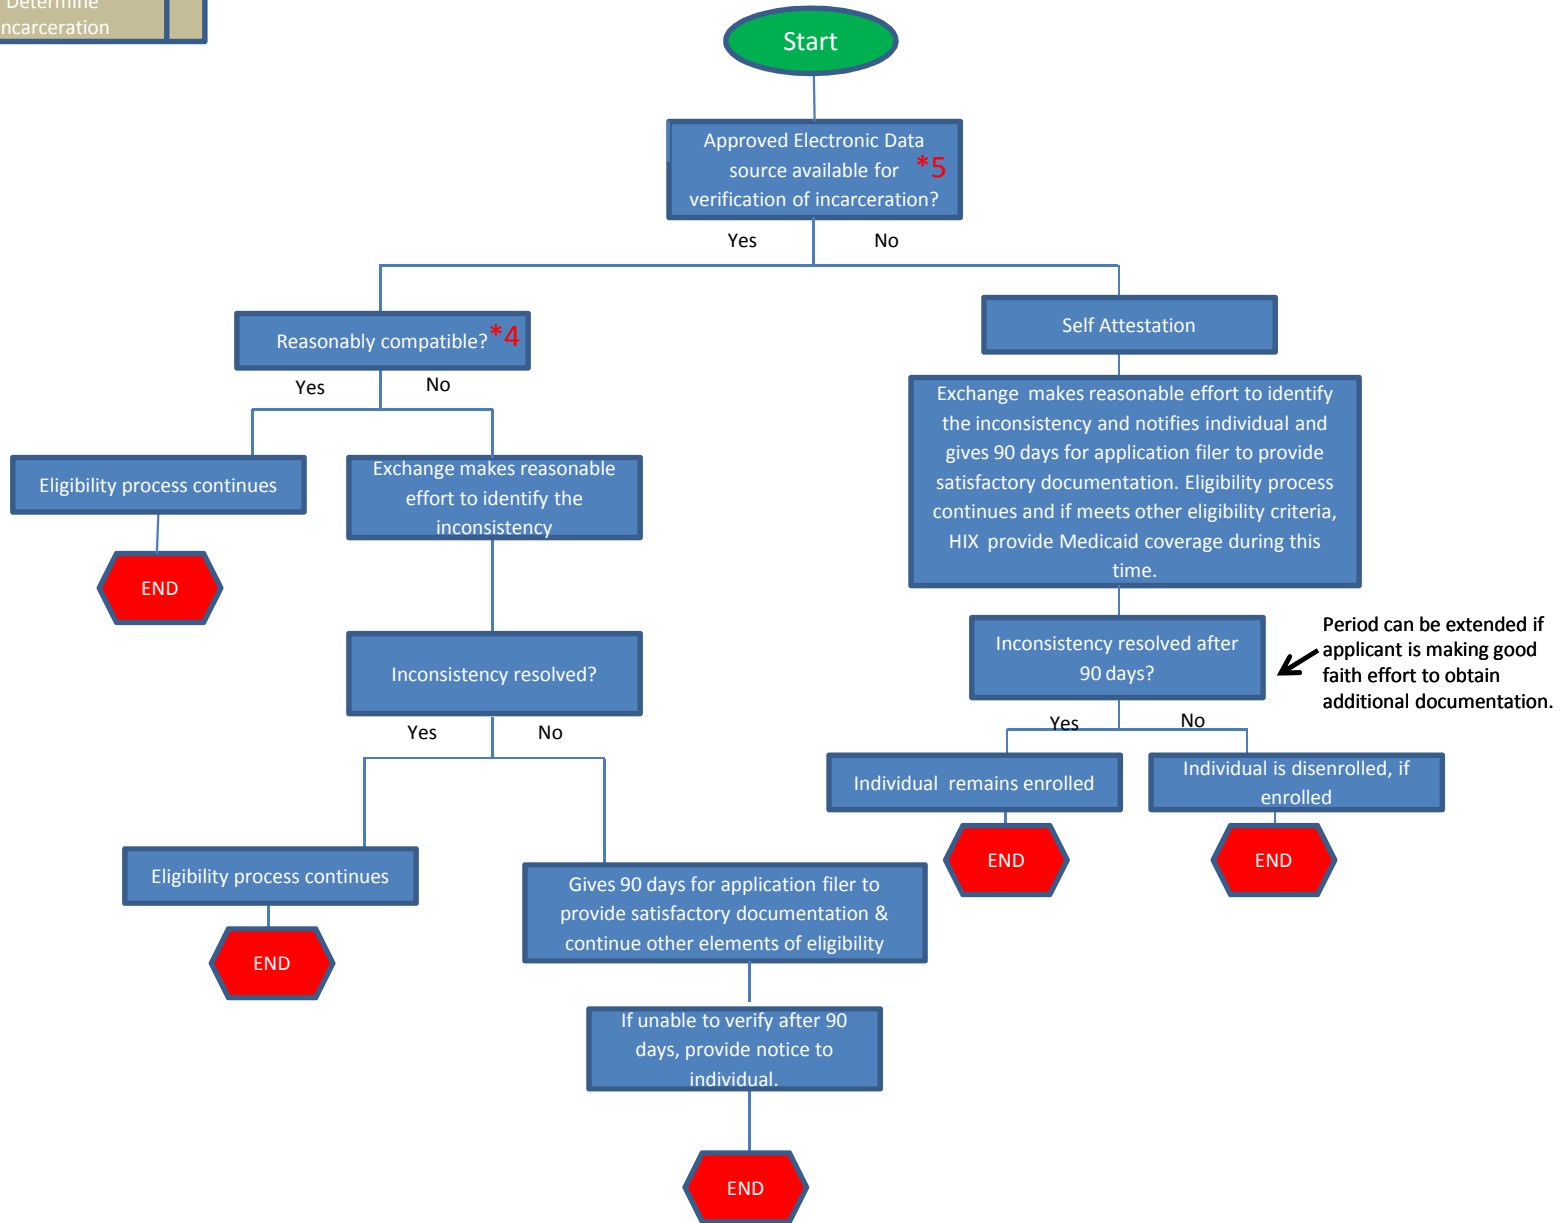 Determine
ncarceration
Start
Approved Electronic Data
source available for *5
verification of incarceration?
Yes
No
Reasonably compatible? *4
Yes
No
Self Attestation
Exchange makes reasonable effort to identify
the inconsistency and notifies individual and
gives 90 days for application filer to provide
satisfactory documentation. Eligibility process
continues and if meets other eligibility criteria,
HIX provide Medicaid coverage during this
time.
Eligibility process continues
END
Exchange makes reasonable
effort to identify the
inconsistency
Inconsistency resolved?
Yes
No
Inconsistency resolved after
90 days?
Period can be extended if
applicant is making good
faith effort to obtain
additional documentation.
Yes
No
Individual remains enrolled
END
Individual is disenrolled, if
enrolled
END
Eligibility process continues
END
Gives 90 days for application filer to
provide satisfactory documentation &
continue other elements of eligibility
If unable to verify after 90
days, provide notice to
individual.
END